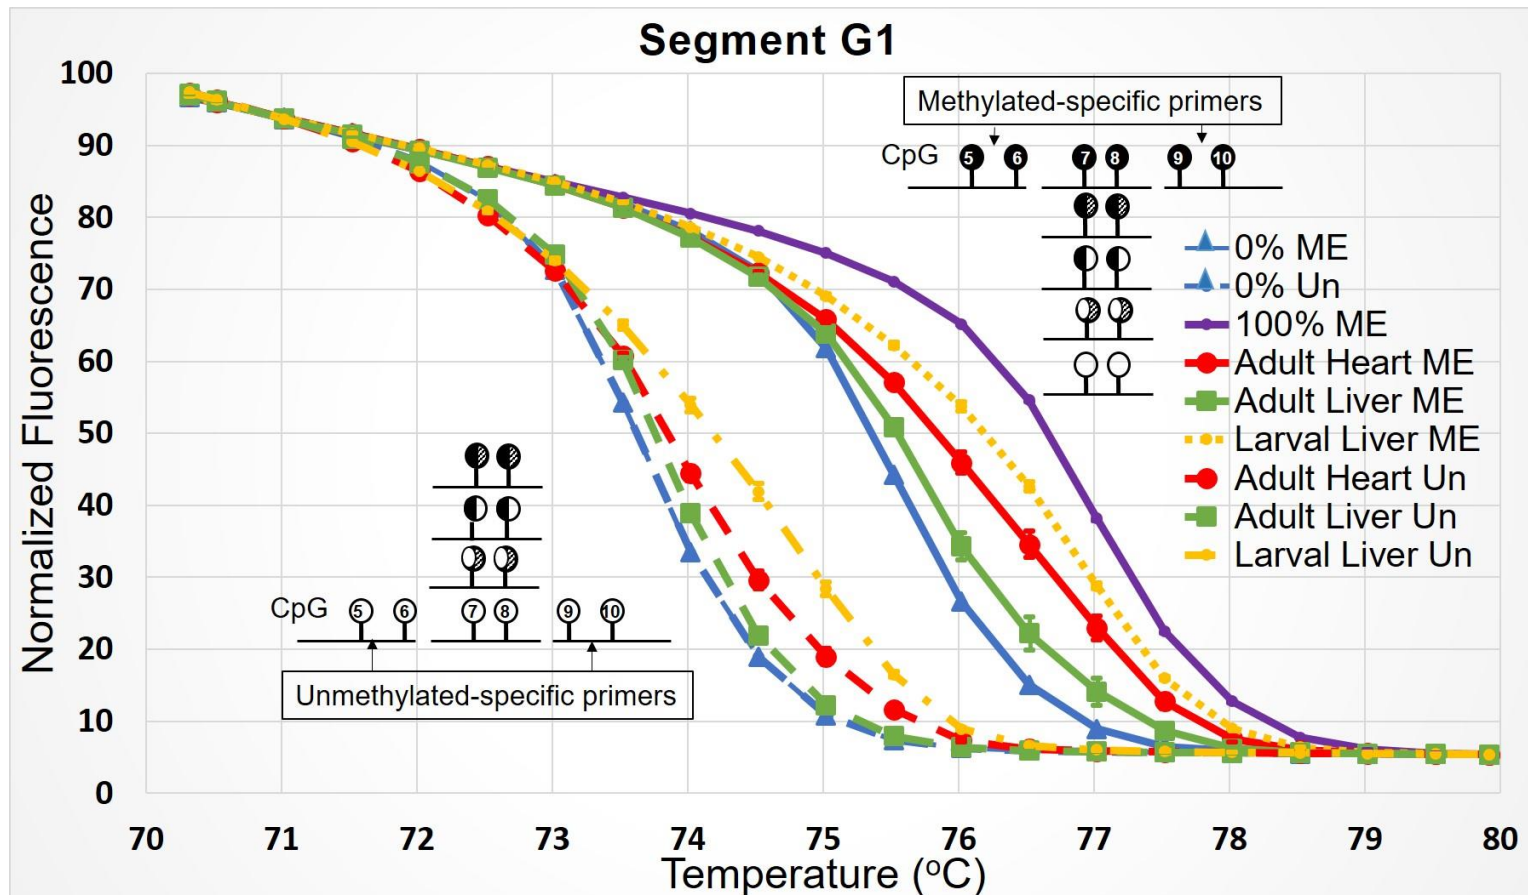 Segment G1
Normalized Fluorescence
100
90
80
70
60
50
40
30
20
10
0
70 71 72 73 74 75 76 77 78 79 80
Temperature (°C)
Methylated-specific primers
CpG 5 6 7 8 9 10
0% ME
0% Un
100% ME
Adult Heart ME
Adult Liver ME
Larval Liver ME
Adult Heart Un
Adult Liver Un
Larval Liver Un
CpG 5 6 7 8 9 10
Unmethylated-specific primers